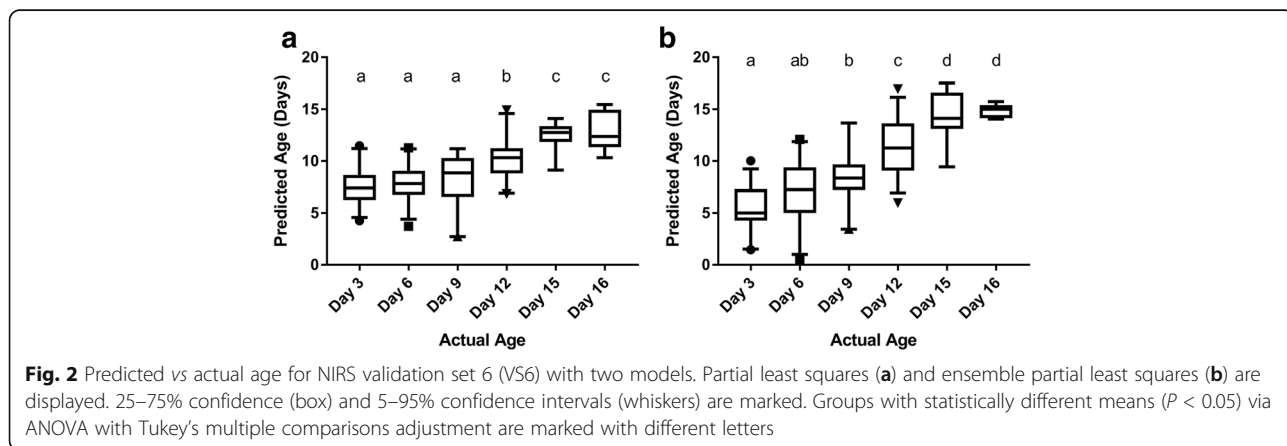 a
20
15
10
5
0
Predicted Age (Days)
a a a b c c
Day 3 Day 6 Day 9 Day 12 Day 15 Day 16
Actual Age
b
20
15
10
5
0
Predicted Age (Days)
a ab b c d d
Day 3 Day 6 Day 9 Day 12 Day 15 Day 16
Actual Age
Fig. 2 Predicted vs actual age for NIRS validation set 6 (VS6) with two models. Partial least squares (a) and ensemble partial least squares (b) are
displayed. 25–75% confidence (box) and 5–95% confidence intervals (whiskers) are marked. Groups with statistically different means (P < 0.05) via
ANOVA with Tukey's multiple comparisons adjustment are marked with different letters